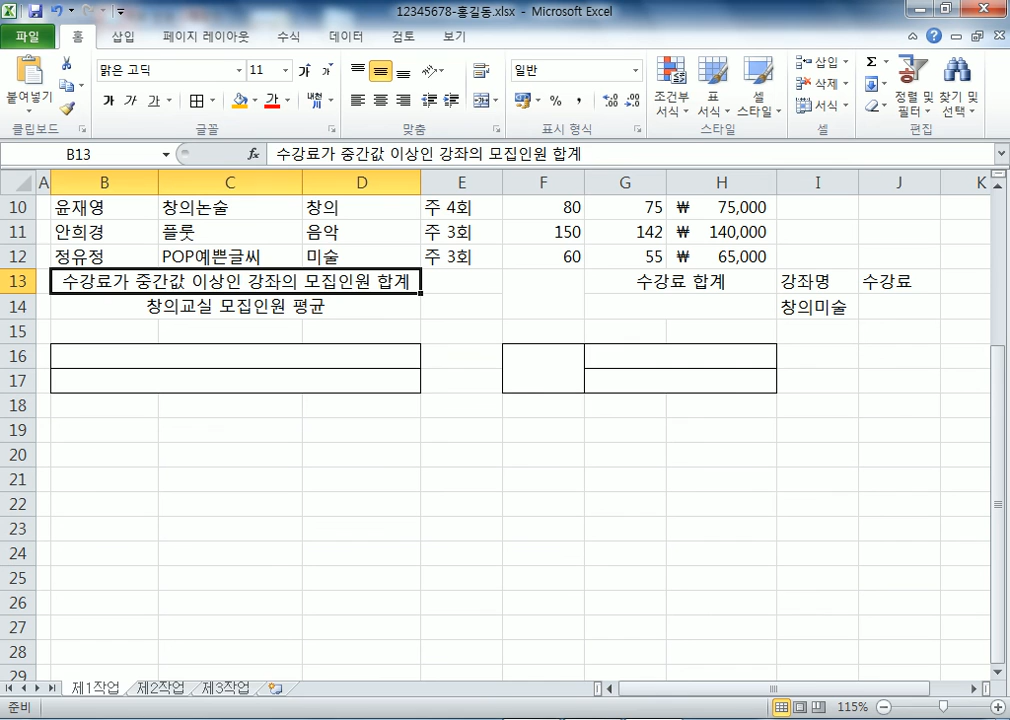 12345678-홍길동.xlsx - Microsoft Excel
파일 홈 삽입 페이지 레이아웃 수식 데이터 검토 보기
붙여넣기 맑은 고딕 11 가 가 일반 조건부 서식 표 서식 셀 스타일 삽입 삭제 서식 정렬 및 필터 찾기 및 선택
가 가 가 가 내천 % ,
클립보드 글꼴 맞춤 표시 형식 스타일 셀 편집
B13 fx 수강료가 중간값 이상인 강좌의 모집인원 합계
A B C D E F G H I J K
10 윤재영 창의논술 창의 주 4회 80 75 ₩ 75,000
11 안희경 플룻 음악 주 3회 150 142 ₩ 140,000
12 정유정 POP예쁜글씨 미술 주 3회 60 55 ₩ 65,000
13 수강료가 중간값 이상인 강좌의 모집인원 합계 수강료 합계 강좌명 수강료
14 창의교실 모집인원 평균 창의미술
15
16
17
18
19
20
21
22
23
24
25
26
27
28
29
제1작업 제2작업 제3작업
준비 115%